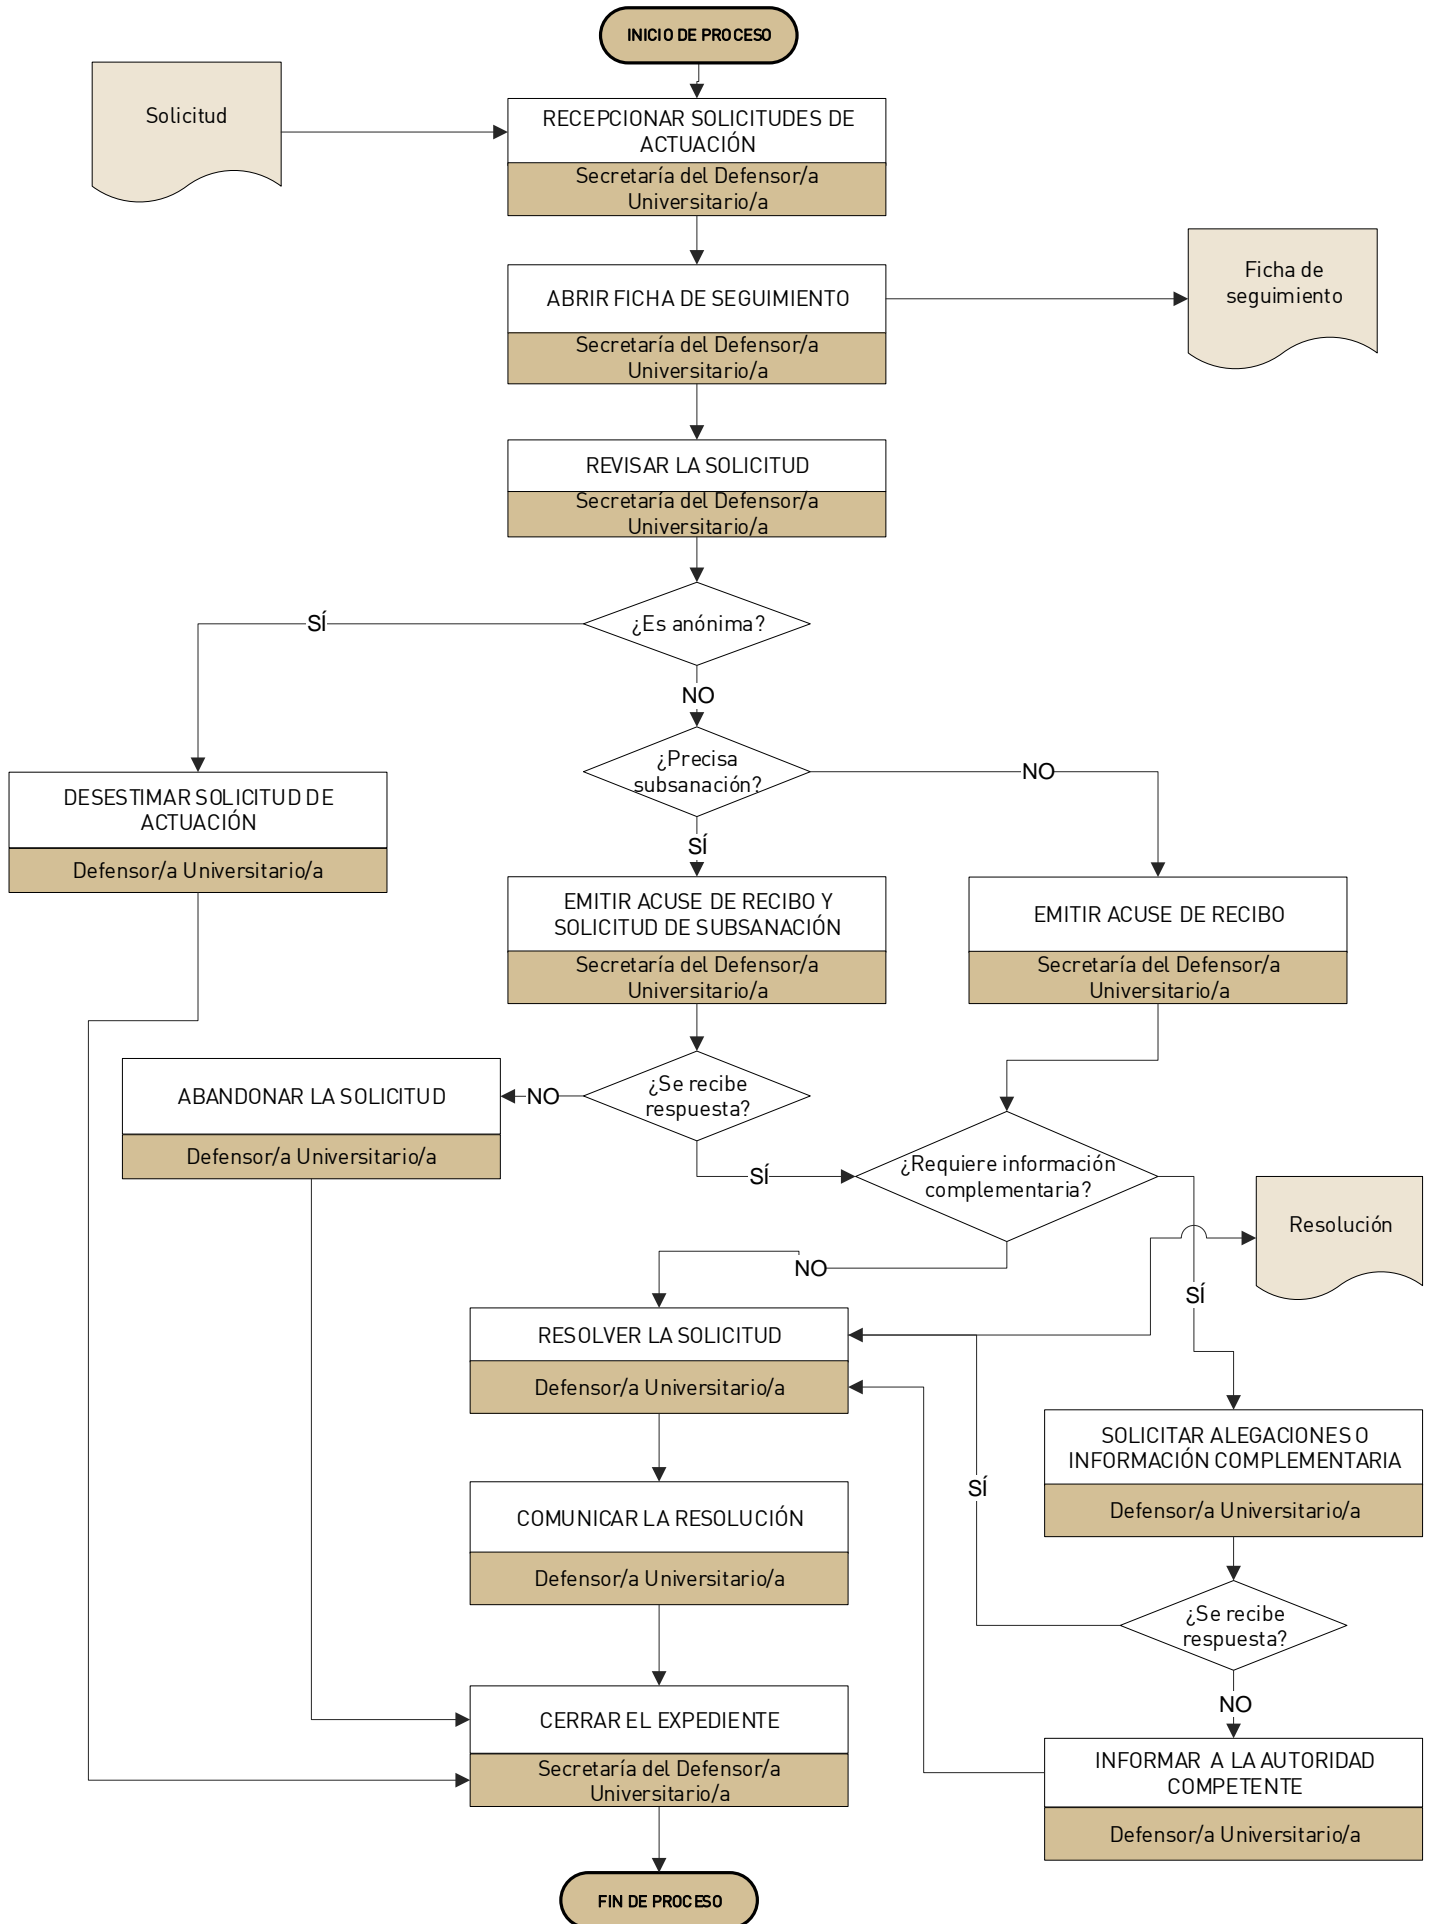 INICIO DE PROCESO
Solicitud
RECEPCIONAR SOLICITUDES DE
ACTUACIÓN
Secretaría del Defensor/a
Universitario/a
Ficha de
seguimiento
ABRIR FICHA DE SEGUIMIENTO
Secretaría del Defensor/a
Universitario/a
REVISAR LA SOLICITUD
Secretaría del Defensor/a
Universitario/a
¿Es anónima?
SÍ
NO
¿Precisa
subsanación?
NO
SÍ
DESESTIMAR SOLICITUD DE
ACTUACIÓN
Defensor/a Universitario/a
EMITIR ACUSE DE RECIBO Y
SOLICITUD DE SUBSANACIÓN
Secretaría del Defensor/a
Universitario/a
EMITIR ACUSE DE RECIBO
Secretaría del Defensor/a
Universitario/a
¿Se recibe
respuesta?
NO
SÍ
ABANDONAR LA SOLICITUD
Defensor/a Universitario/a
¿Requiere información
complementaria?
NO
SÍ
Resolución
RESOLVER LA SOLICITUD
Defensor/a Universitario/a
SOLICITAR ALEGACIONES O
INFORMACIÓN COMPLEMENTARIA
Defensor/a Universitario/a
SÍ
COMUNICAR LA RESOLUCIÓN
Defensor/a Universitario/a
¿Se recibe
respuesta?
NO
CERRAR EL EXPEDIENTE
Secretaría del Defensor/a
Universitario/a
INFORMAR A LA AUTORIDAD
COMPETENTE
Defensor/a Universitario/a
FIN DE PROCESO